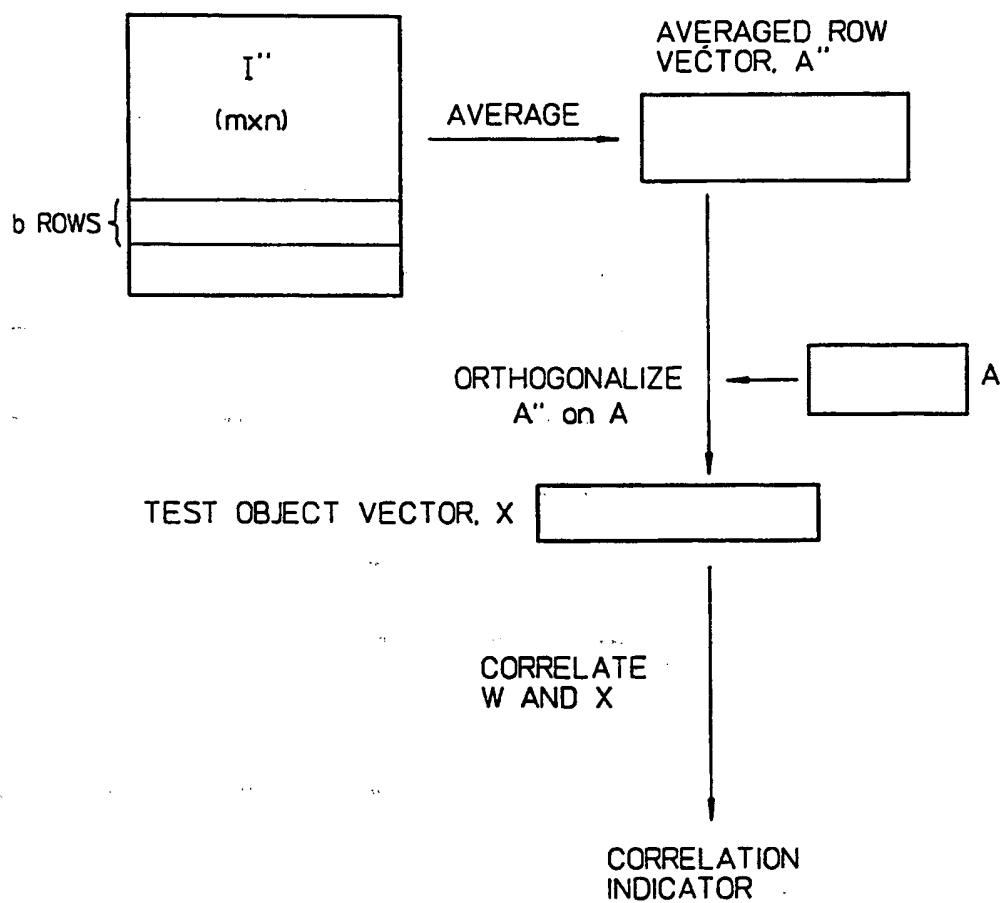 I''
(mxn)
b ROWS
AVERAGE
AVERAGED ROW
VECTOR, A''
ORTHOGONALIZE
A'' on A
A
TEST OBJECT VECTOR, X
CORRELATE
W AND X
CORRELATION
INDICATOR